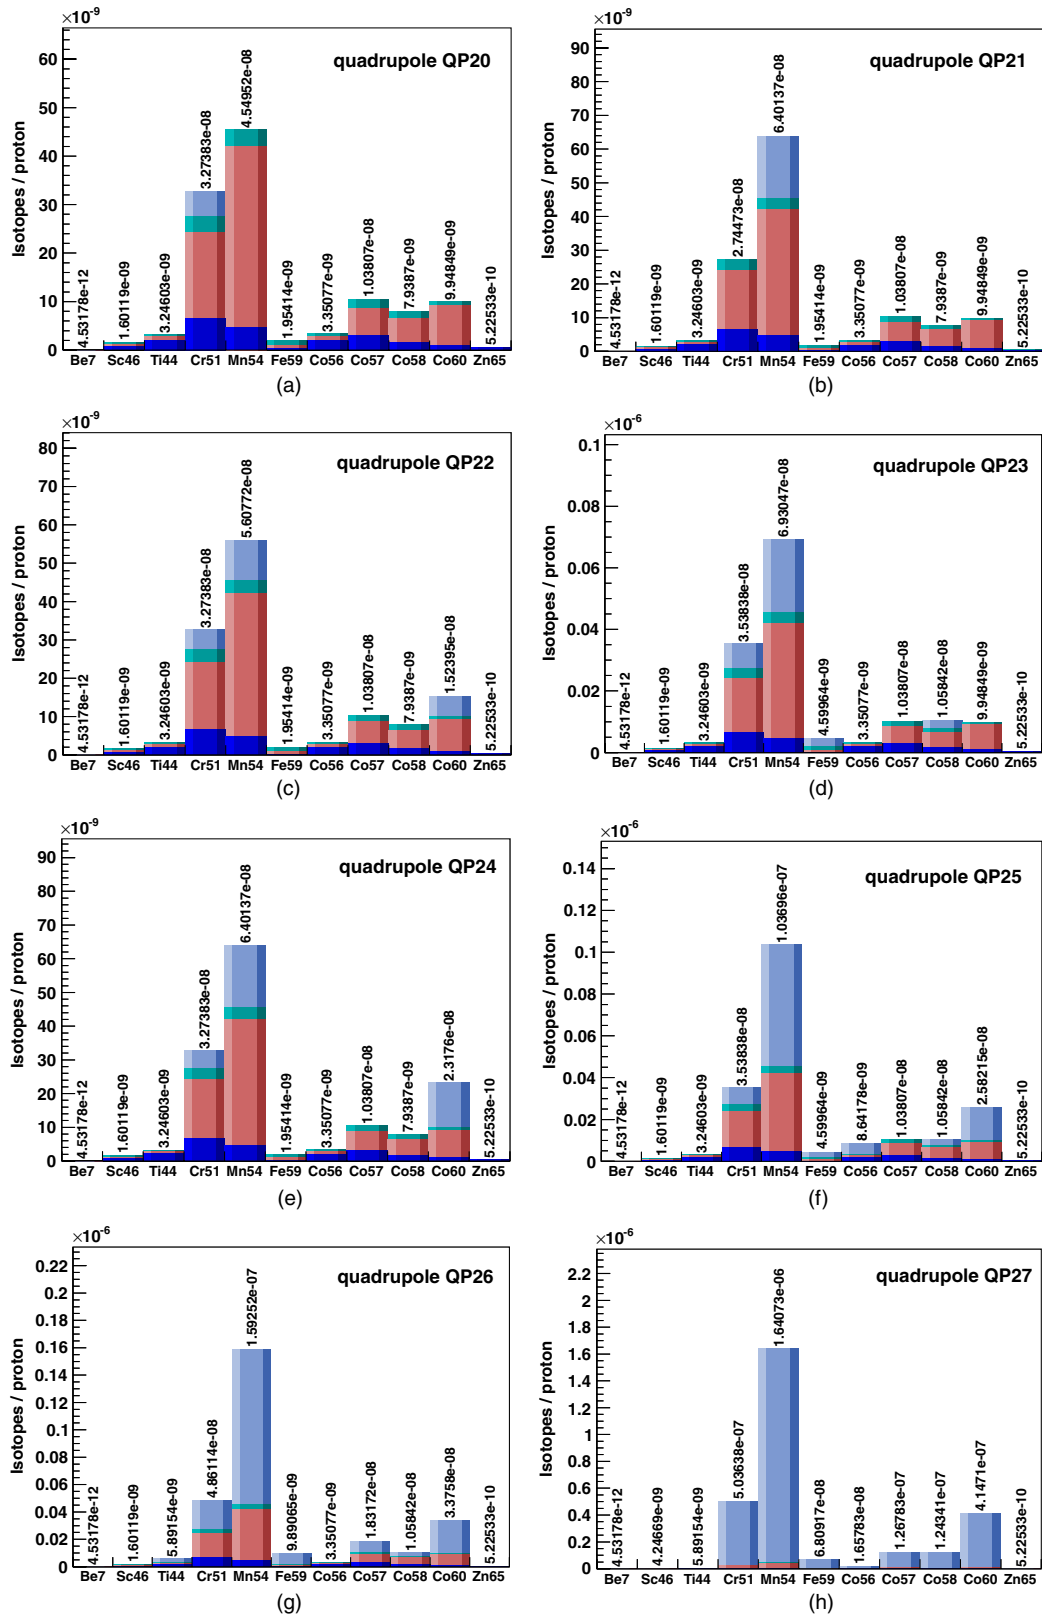 ×10⁻⁹
quadrupole QP20
Isotopes / proton
60
50
40
30
20
10
0
4.53178e-12
1.60119e-09
3.24603e-09
3.27383e-08
4.54952e-08
1.95414e-09
3.35077e-09
1.03807e-08
7.9387e-09
9.94849e-09
5.22533e-10
Be7 Sc46 Ti44 Cr51 Mn54 Fe59 Co56 Co57 Co58 Co60 Zn65
(a)
×10⁻⁹
quadrupole QP21
Isotopes / proton
90
80
70
60
50
40
30
20
10
0
4.53178e-12
1.60119e-09
3.24603e-09
2.74473e-08
6.40137e-08
1.95414e-09
3.35077e-09
1.03807e-08
7.9387e-09
9.94849e-09
5.22533e-10
Be7 Sc46 Ti44 Cr51 Mn54 Fe59 Co56 Co57 Co58 Co60 Zn65
(b)
×10⁻⁹
quadrupole QP22
Isotopes / proton
80
70
60
50
40
30
20
10
0
4.53178e-12
1.60119e-09
3.24603e-09
3.27383e-08
5.60772e-08
1.95414e-09
3.35077e-09
1.03807e-08
7.9387e-09
1.52395e-08
5.22533e-10
Be7 Sc46 Ti44 Cr51 Mn54 Fe59 Co56 Co57 Co58 Co60 Zn65
(c)
×10⁻⁶
quadrupole QP23
Isotopes / proton
0.1
0.08
0.06
0.04
0.02
0
4.53178e-12
1.60119e-09
3.24603e-09
3.53838e-08
6.93047e-08
4.59964e-09
3.35077e-09
1.03807e-08
1.05842e-08
9.94849e-09
5.22533e-10
Be7 Sc46 Ti44 Cr51 Mn54 Fe59 Co56 Co57 Co58 Co60 Zn65
(d)
×10⁻⁹
quadrupole QP24
Isotopes / proton
90
80
70
60
50
40
30
20
10
0
4.53178e-12
1.60119e-09
3.24603e-09
3.27383e-08
6.40137e-08
1.95414e-09
3.35077e-09
1.03807e-08
7.9387e-09
2.3176e-08
5.22533e-10
Be7 Sc46 Ti44 Cr51 Mn54 Fe59 Co56 Co57 Co58 Co60 Zn65
(e)
×10⁻⁶
quadrupole QP25
Isotopes / proton
0.14
0.12
0.1
0.08
0.06
0.04
0.02
0
4.53178e-12
1.60119e-09
3.24603e-09
3.53838e-08
1.03696e-07
4.59964e-09
8.64178e-09
1.03807e-08
1.05842e-08
2.58215e-08
5.22533e-10
Be7 Sc46 Ti44 Cr51 Mn54 Fe59 Co56 Co57 Co58 Co60 Zn65
(f)
×10⁻⁶
quadrupole QP26
Isotopes / proton
0.22
0.2
0.18
0.16
0.14
0.12
0.1
0.08
0.06
0.04
0.02
0
4.53178e-12
1.60119e-09
5.89154e-09
4.86114e-08
1.59252e-07
9.89065e-09
3.35077e-09
1.83172e-08
1.05842e-08
3.3758e-08
5.22533e-10
Be7 Sc46 Ti44 Cr51 Mn54 Fe59 Co56 Co57 Co58 Co60 Zn65
(g)
×10⁻⁶
quadrupole QP27
Isotopes / proton
2.2
2
1.8
1.6
1.4
1.2
1
0.8
0.6
0.4
0.2
0
4.53178e-12
4.24669e-09
5.89154e-09
5.03638e-07
1.64073e-06
6.80917e-08
1.65783e-08
1.26783e-07
1.24341e-07
4.1471e-07
5.22533e-10
Be7 Sc46 Ti44 Cr51 Mn54 Fe59 Co56 Co57 Co58 Co60 Zn65
(h)